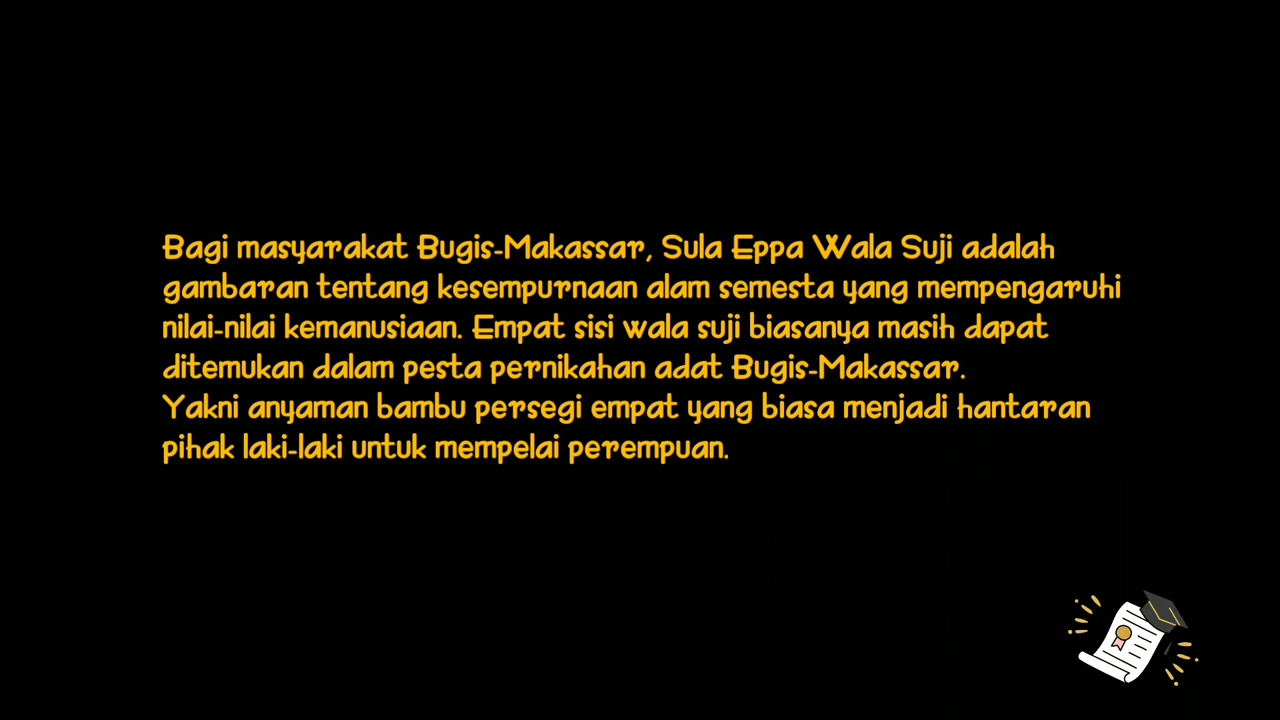 Bagi masyarakat Bugis-Makassar, Sula Eppa Wala Suji adalah
gambaran tentang kesempurnaan alam semesta yang mempengaruhi
nilai-nilai kemanusiaan. Empat sisi wala suji biasanya masih dapat
ditemukan dalam pesta pernikahan adat Bugis-Makassar.
Yakni anyaman bambu persegi empat yang biasa menjadi hantaran
pihak laki-laki untuk mempelai perempuan.